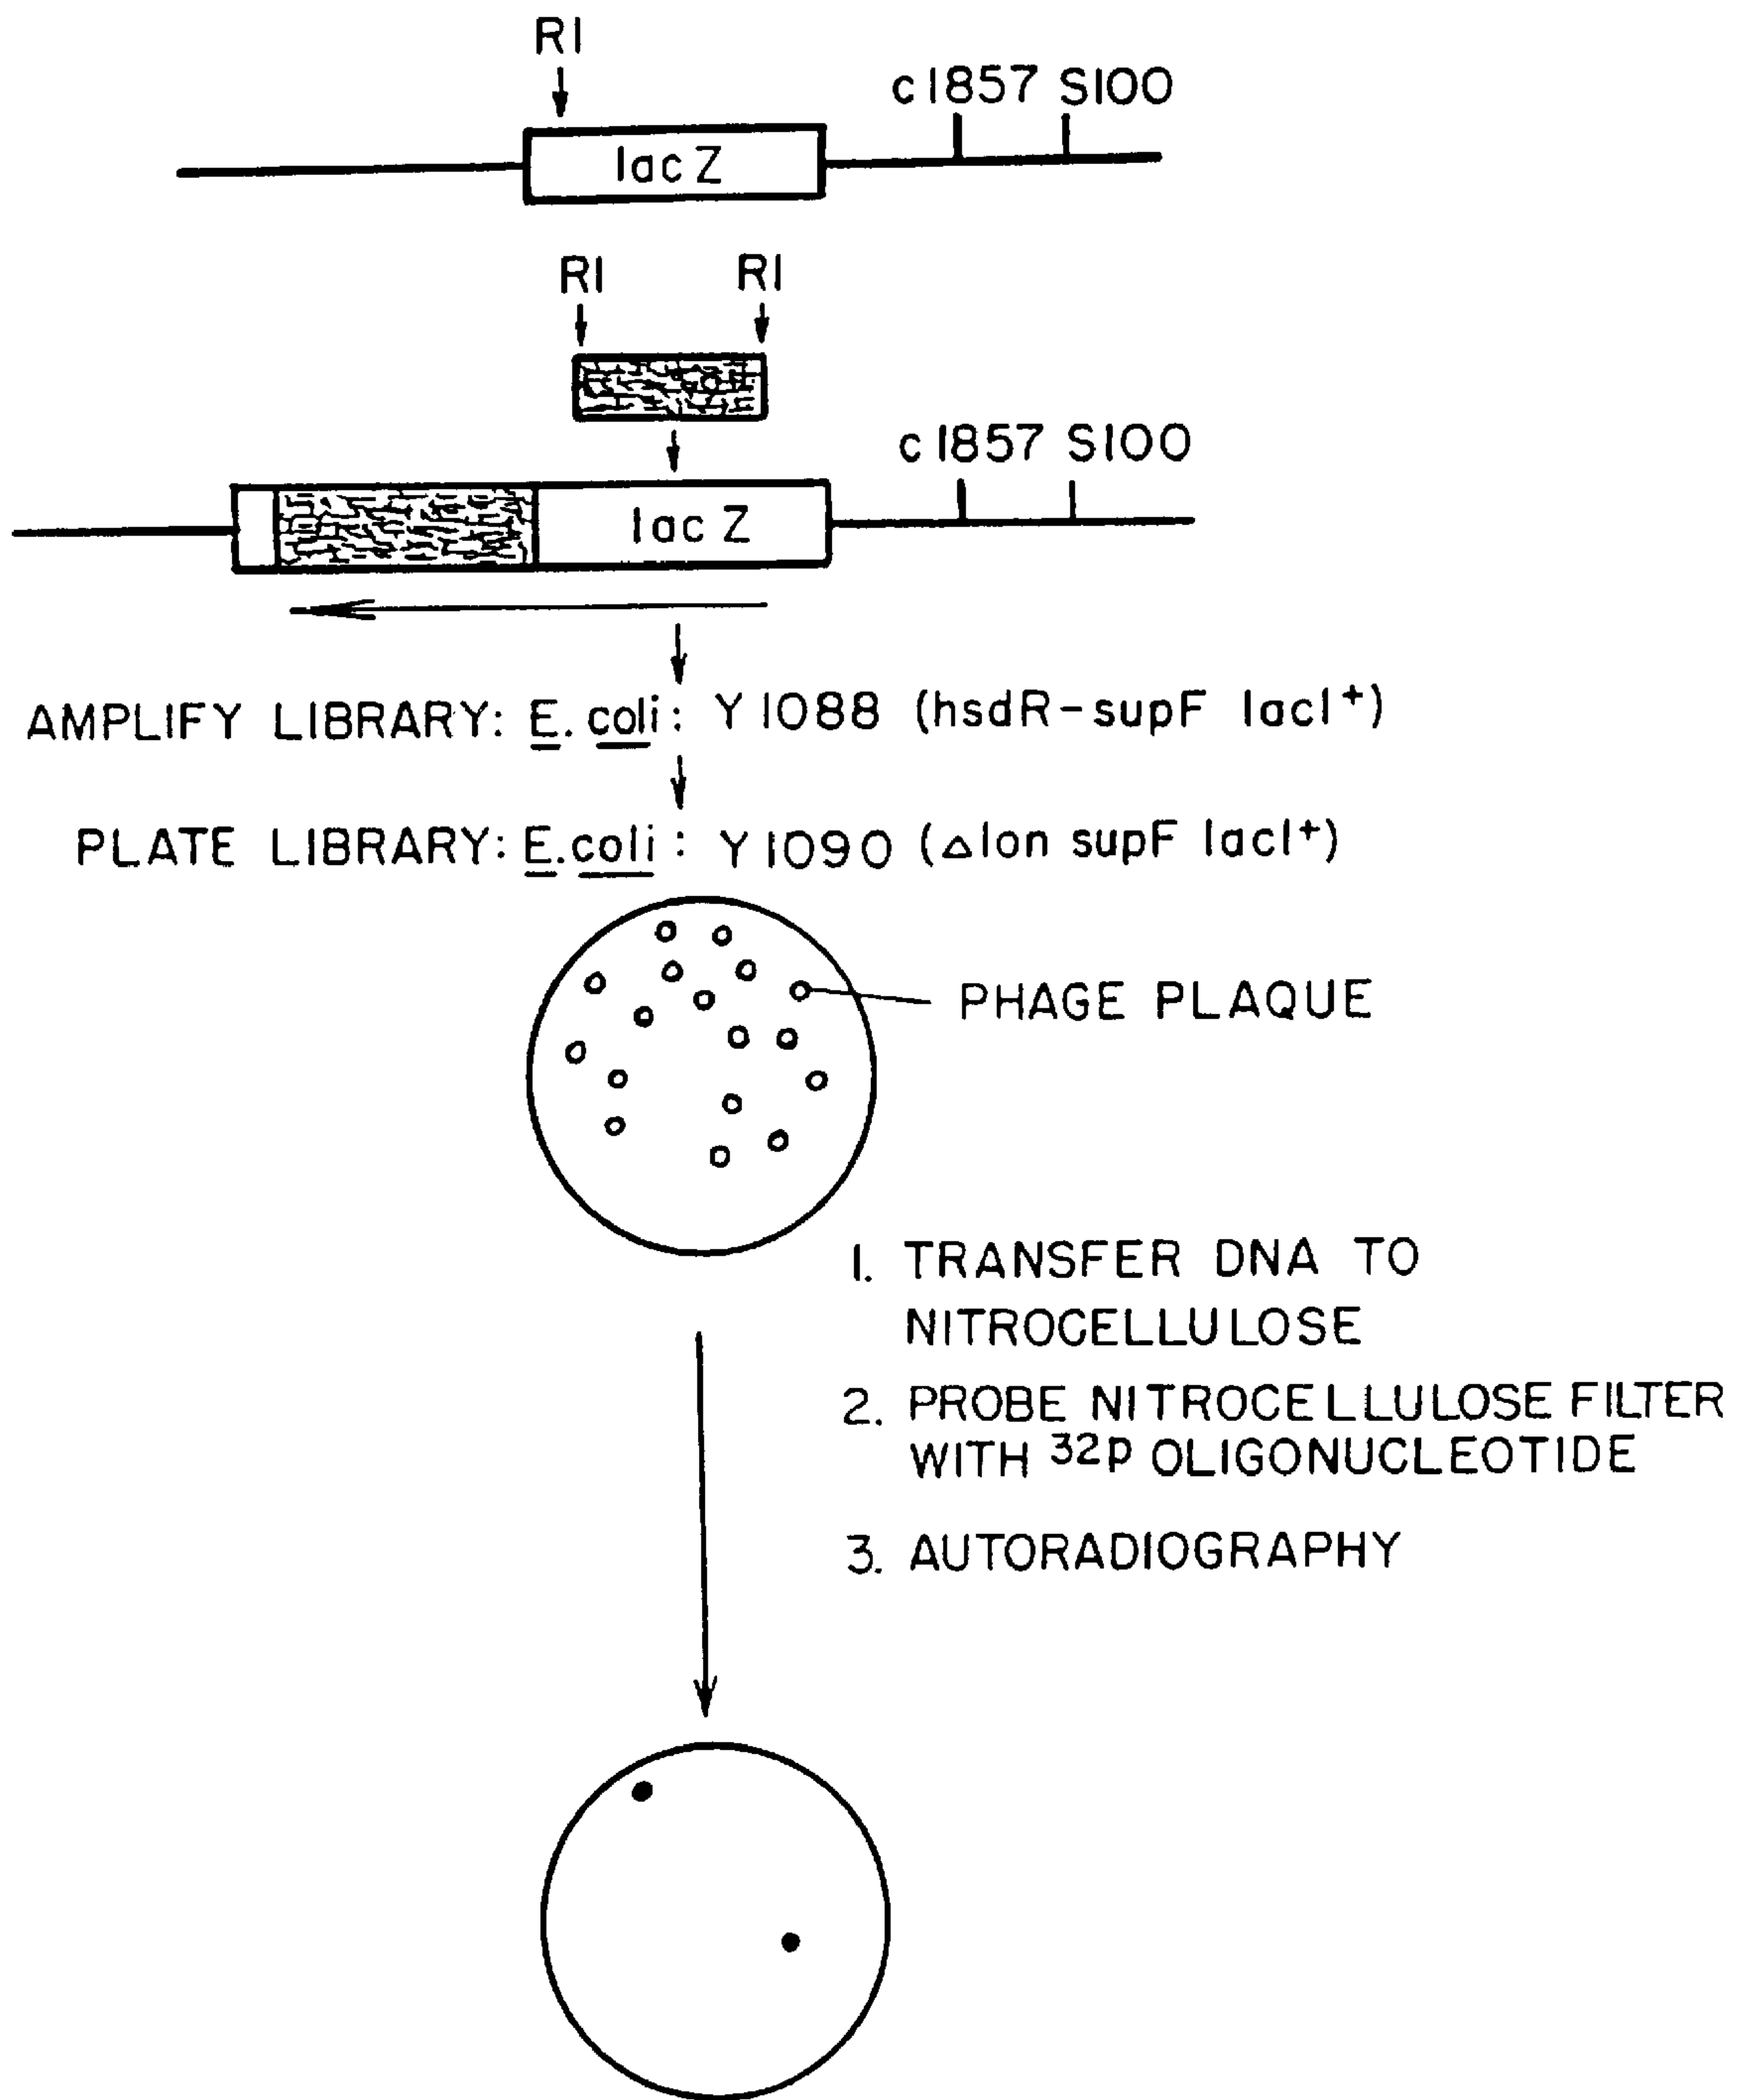 RI
c1857 S100
lac Z
RI RI
c1857 S100
lac Z
AMPLIFY LIBRARY: E. coli: Y1088 (hsdR-supF lacI+)
PLATE LIBRARY: E.coli: Y1090 (△lon supF lacI+)
PHAGE PLAQUE
1. TRANSFER DNA TO
NITROCELLULOSE
2. PROBE NITROCELLULOSE FILTER
WITH 32P OLIGONUCLEOTIDE
3. AUTORADIOGRAPHY